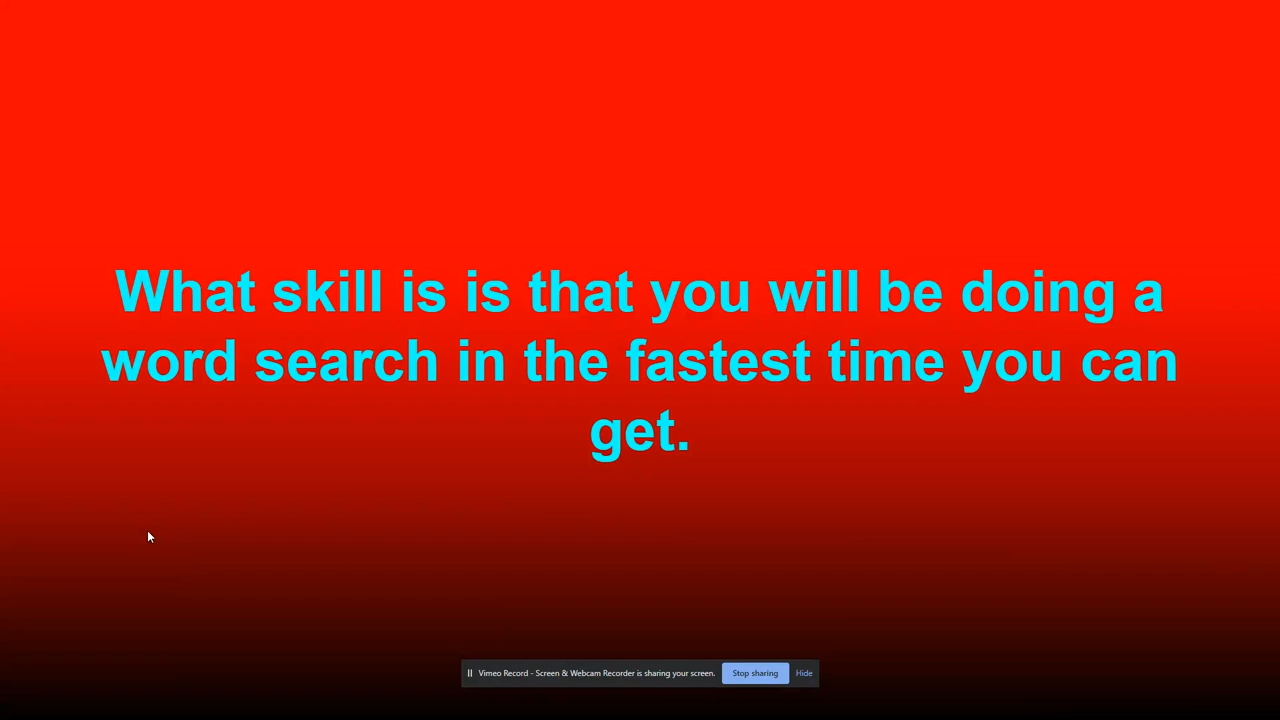 What skill is is that you will be doing a
word search in the fastest time you can
get.
Vimeo Record - Screen & Webcam Recorder is sharing your screen. Stop sharing Hide